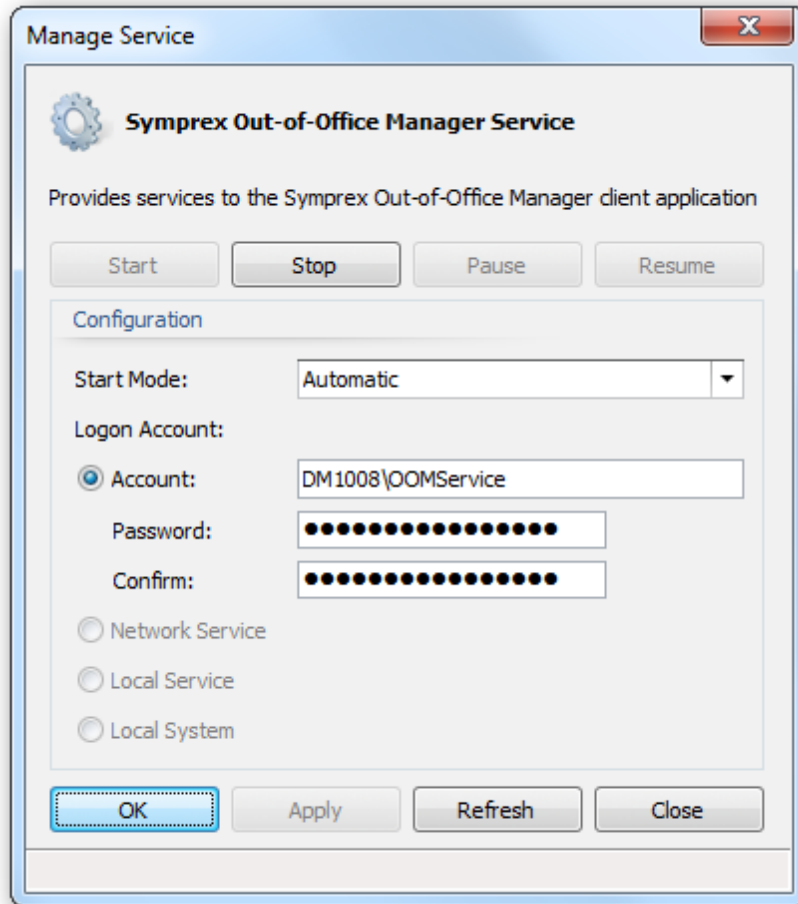 Manage Service
Symprex Out-of-Office Manager Service
Provides services to the Symprex Out-of-Office Manager client application
Start Stop Pause Resume
Configuration
Start Mode: Automatic
Logon Account:
Account: DM1008\OOMService
Password: ●●●●●●●●●●●●●●●●
Confirm: ●●●●●●●●●●●●●●●●
Network Service
Local Service
Local System
OK Apply Refresh Close